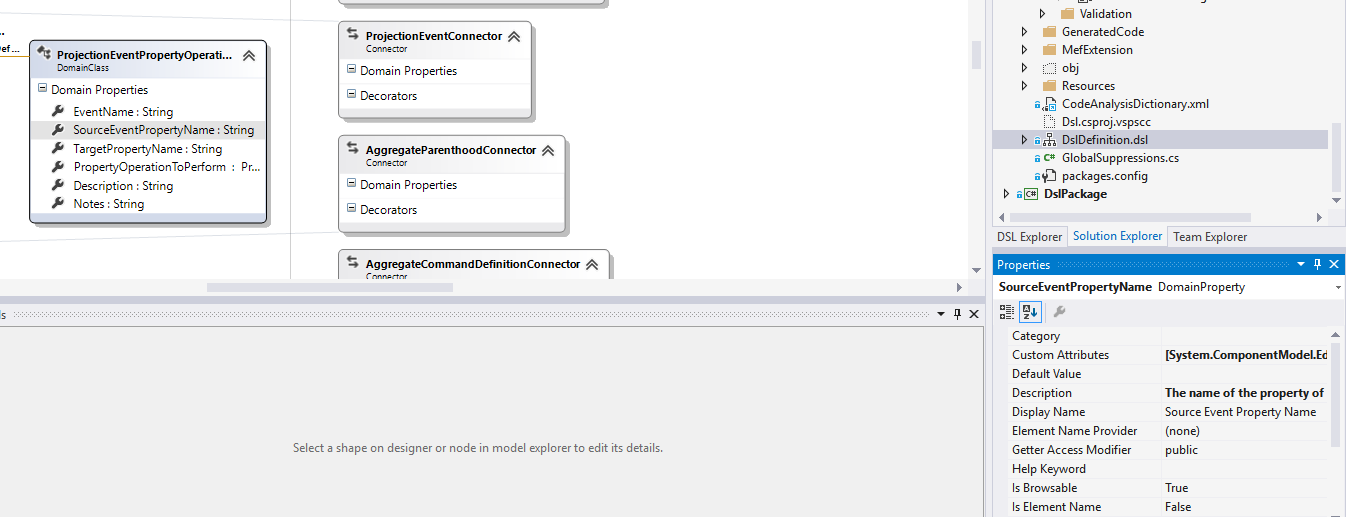 ef ...
ProjectionEventPropertyOperati...
DomainClass
Domain Properties
EventName : String
SourceEventPropertyName : String
TargetPropertyName : String
PropertyOperationToPerform : Pr...
Description : String
Notes : String
ProjectionEventConnector
Connector
Domain Properties
Decorators
AggregateParenthoodConnector
Connector
Domain Properties
Decorators
AggregateCommandDefinitionConnector
Connector
Select a shape on designer or node in model explorer to edit its details.
Validation
GeneratedCode
MefExtension
obj
Resources
CodeAnalysisDictionary.xml
Dsl.csproj.vspscc
DslDefinition.dsl
C# GlobalSuppressions.cs
packages.config
C# DslPackage
DSL Explorer Solution Explorer Team Explorer
Properties
SourceEventPropertyName DomainProperty
Category
Custom Attributes [System.ComponentModel.Ed
Default Value
Description The name of the property of
Display Name Source Event Property Name
Element Name Provider (none)
Getter Access Modifier public
Help Keyword
Is Browsable True
Is Element Name False